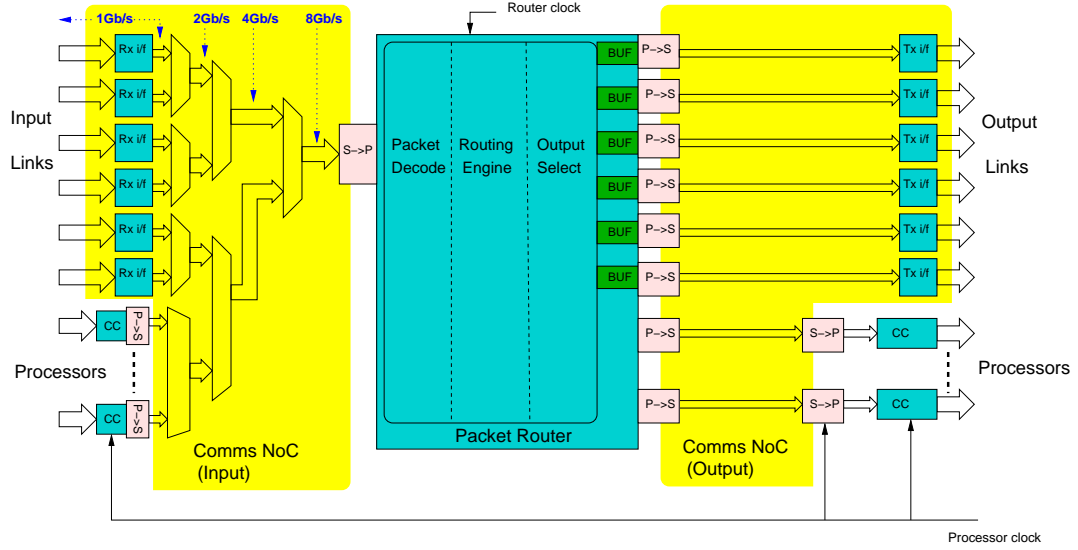 Router clock
1Gb/s
2Gb/s
4Gb/s
8Gb/s
Rx i/f
Rx i/f
Rx i/f
Rx i/f
Rx i/f
Rx i/f
Input
Links
S->P
Packet
Decode
Routing
Engine
Output
Select
BUF
BUF
BUF
BUF
BUF
BUF
P->S
P->S
P->S
P->S
P->S
P->S
P->S
P->S
Tx i/f
Tx i/f
Tx i/f
Tx i/f
Tx i/f
Tx i/f
Output
Links
CC
P->S
Processors
CC
P->S
S->P
CC
Processors
S->P
CC
Packet Router
Comms NoC
(Input)
Comms NoC
(Output)
Processor clock